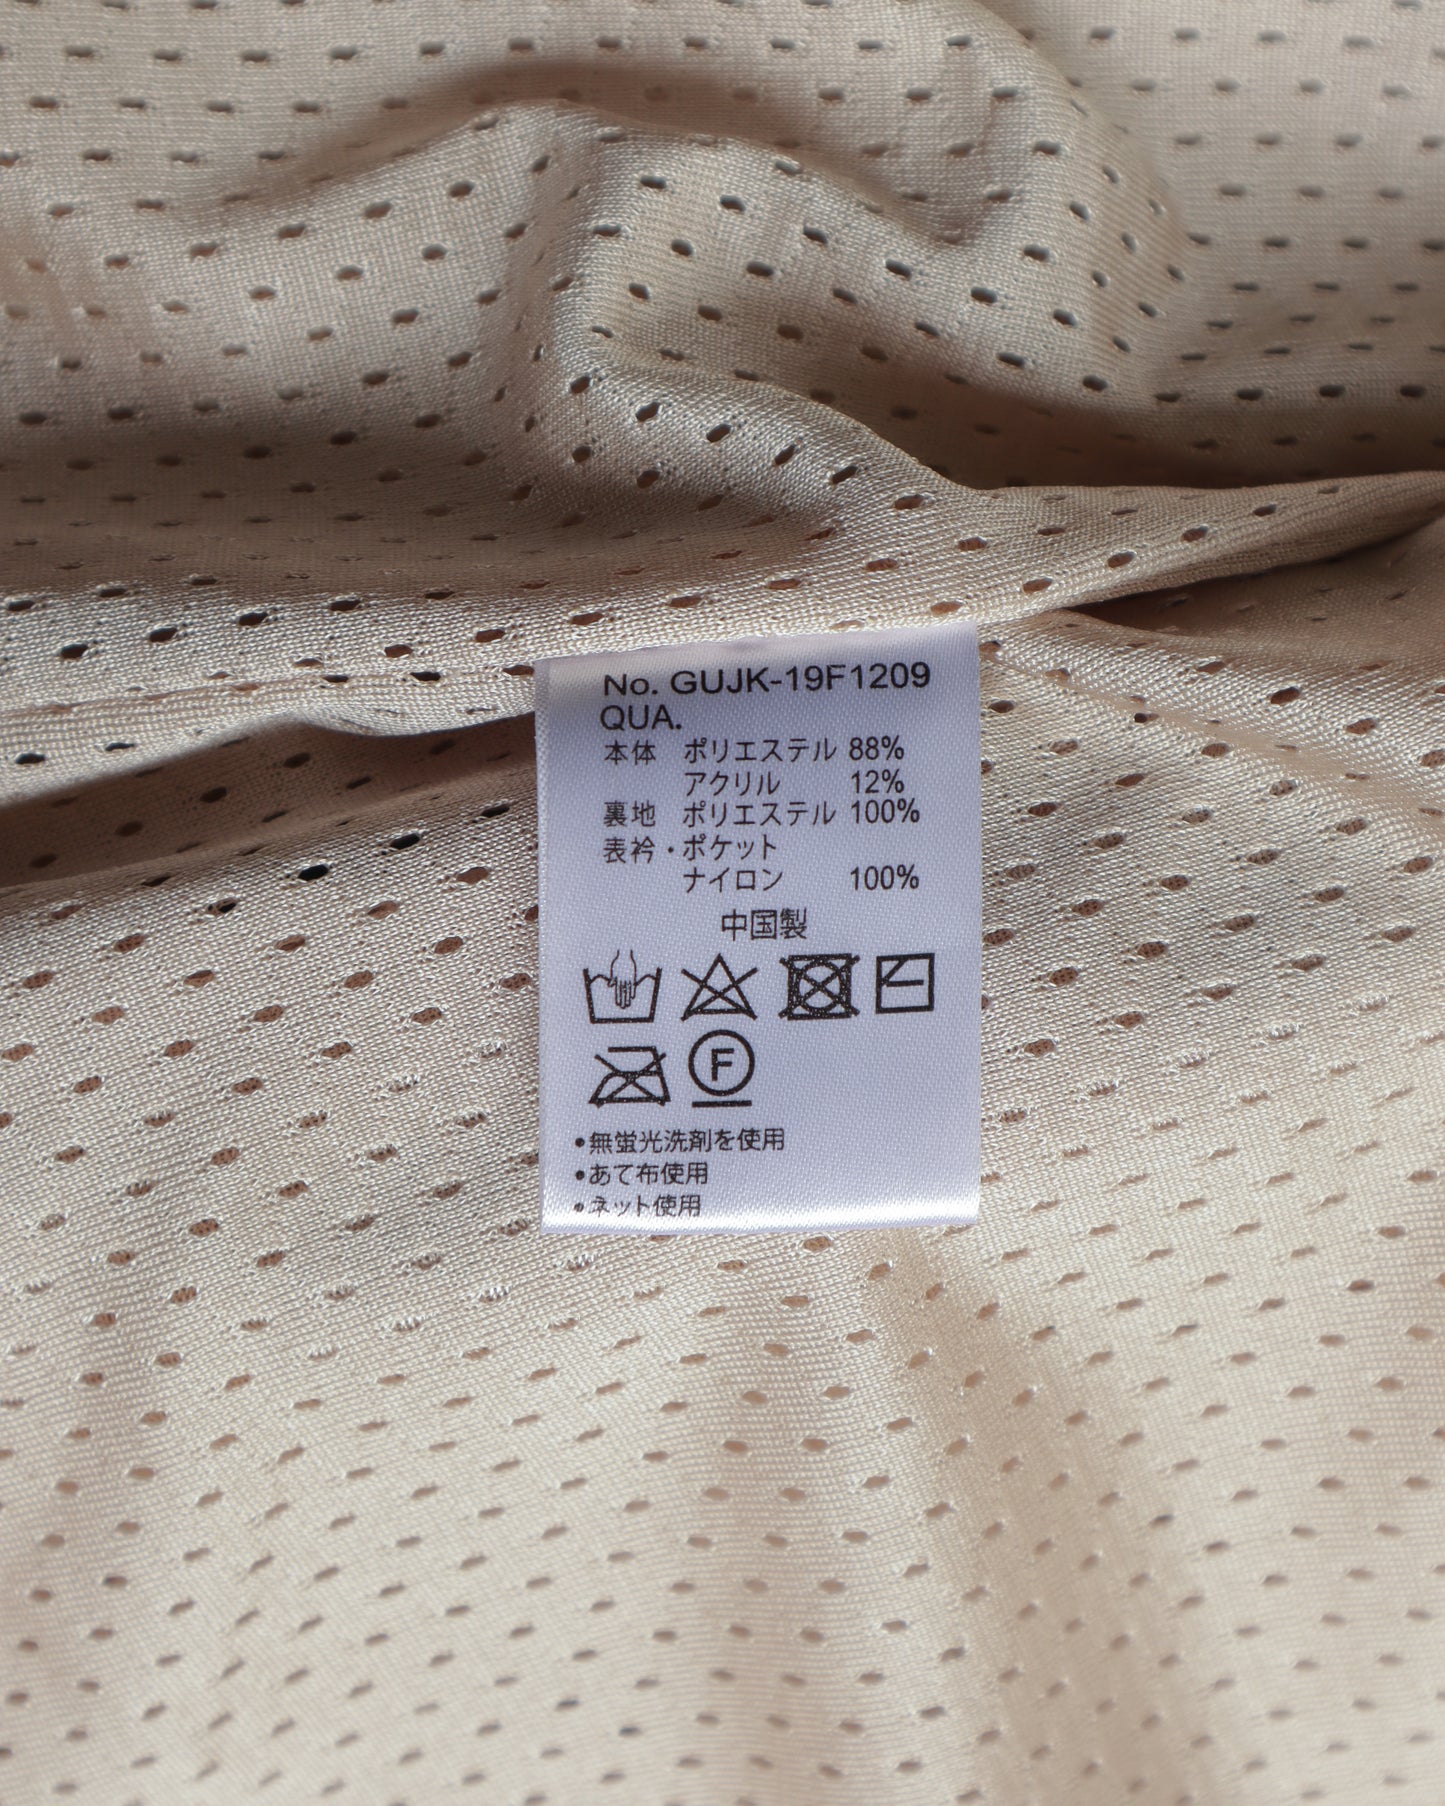 No. GUJK-19F1209
QUA.
本体 ポリエステル 88%
アクリル 12%
裏地 ポリエステル 100%
表衿・ポケット
ナイロン 100%
中国製
F
•無蛍光洗剤を使用
•あて布使用
•ネット使用